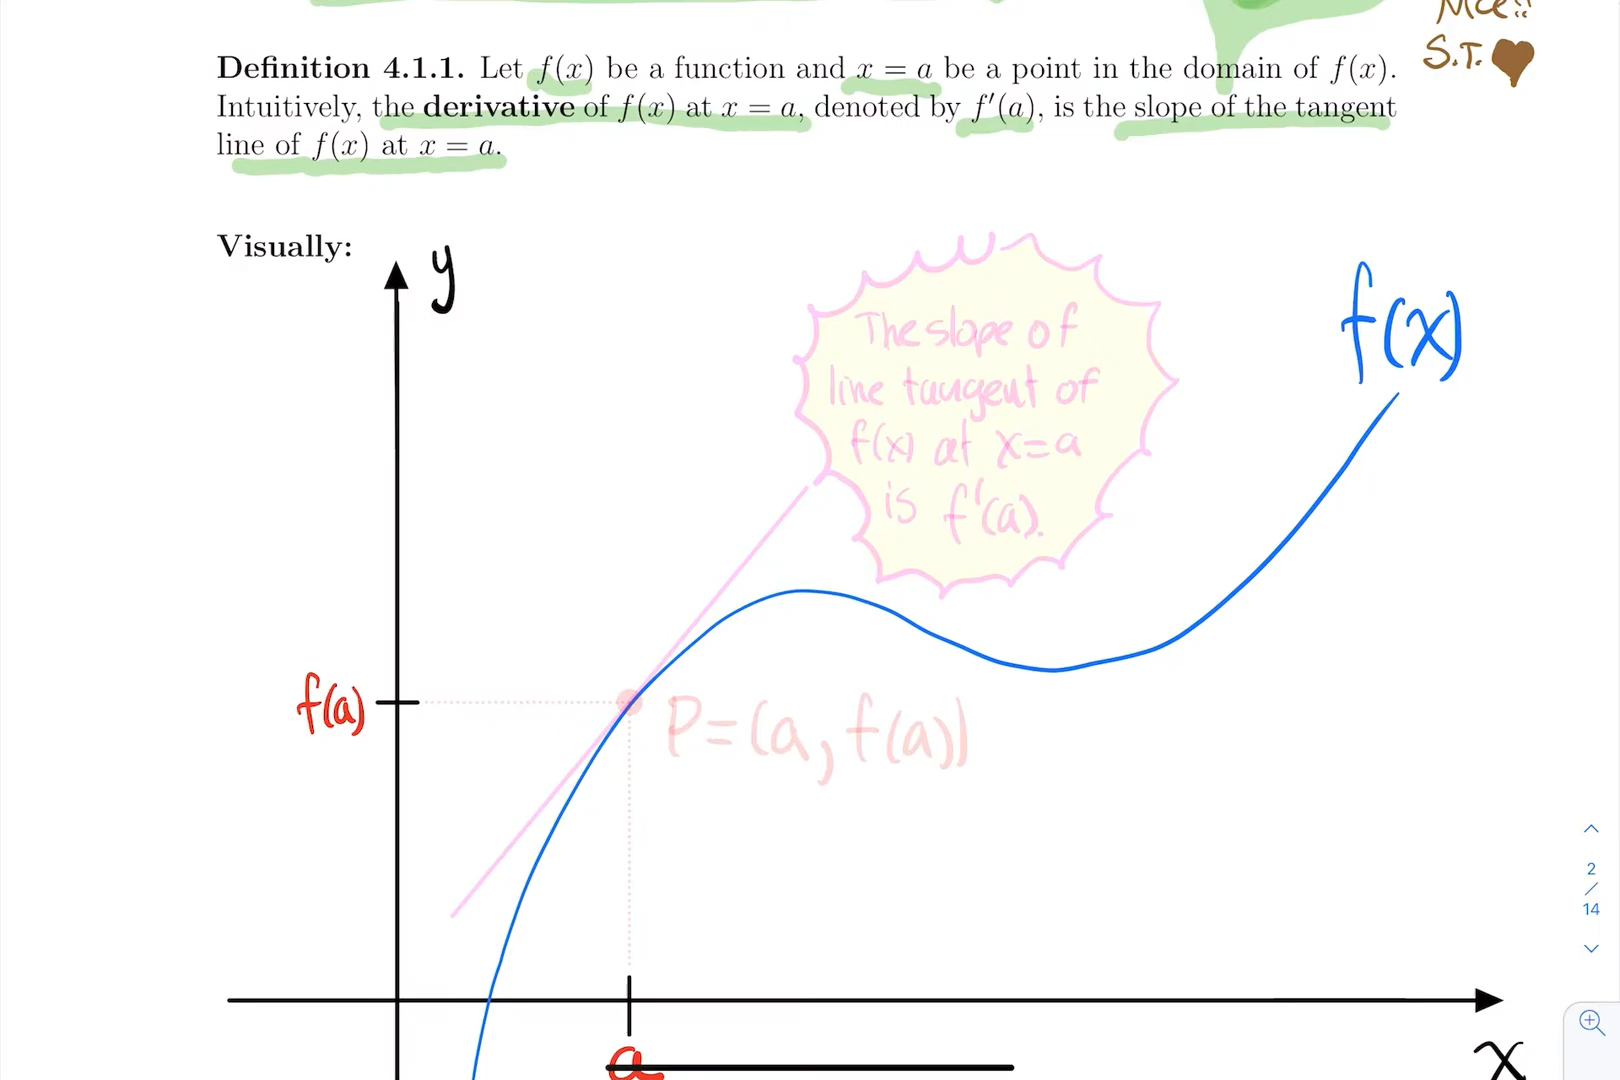 Mce!!
S.T.
Definition 4.1.1. Let f(x) be a function and x = a be a point in the domain of f(x).
Intuitively, the derivative of f(x) at x = a, denoted by f′(a), is the slope of the tangent
line of f(x) at x = a.
Visually:
y
The slope of
line tangent of
f(x) at x=a
is f'(a).
f(x)
f(a)
P=(a,f(a))
2
/
14
a
x